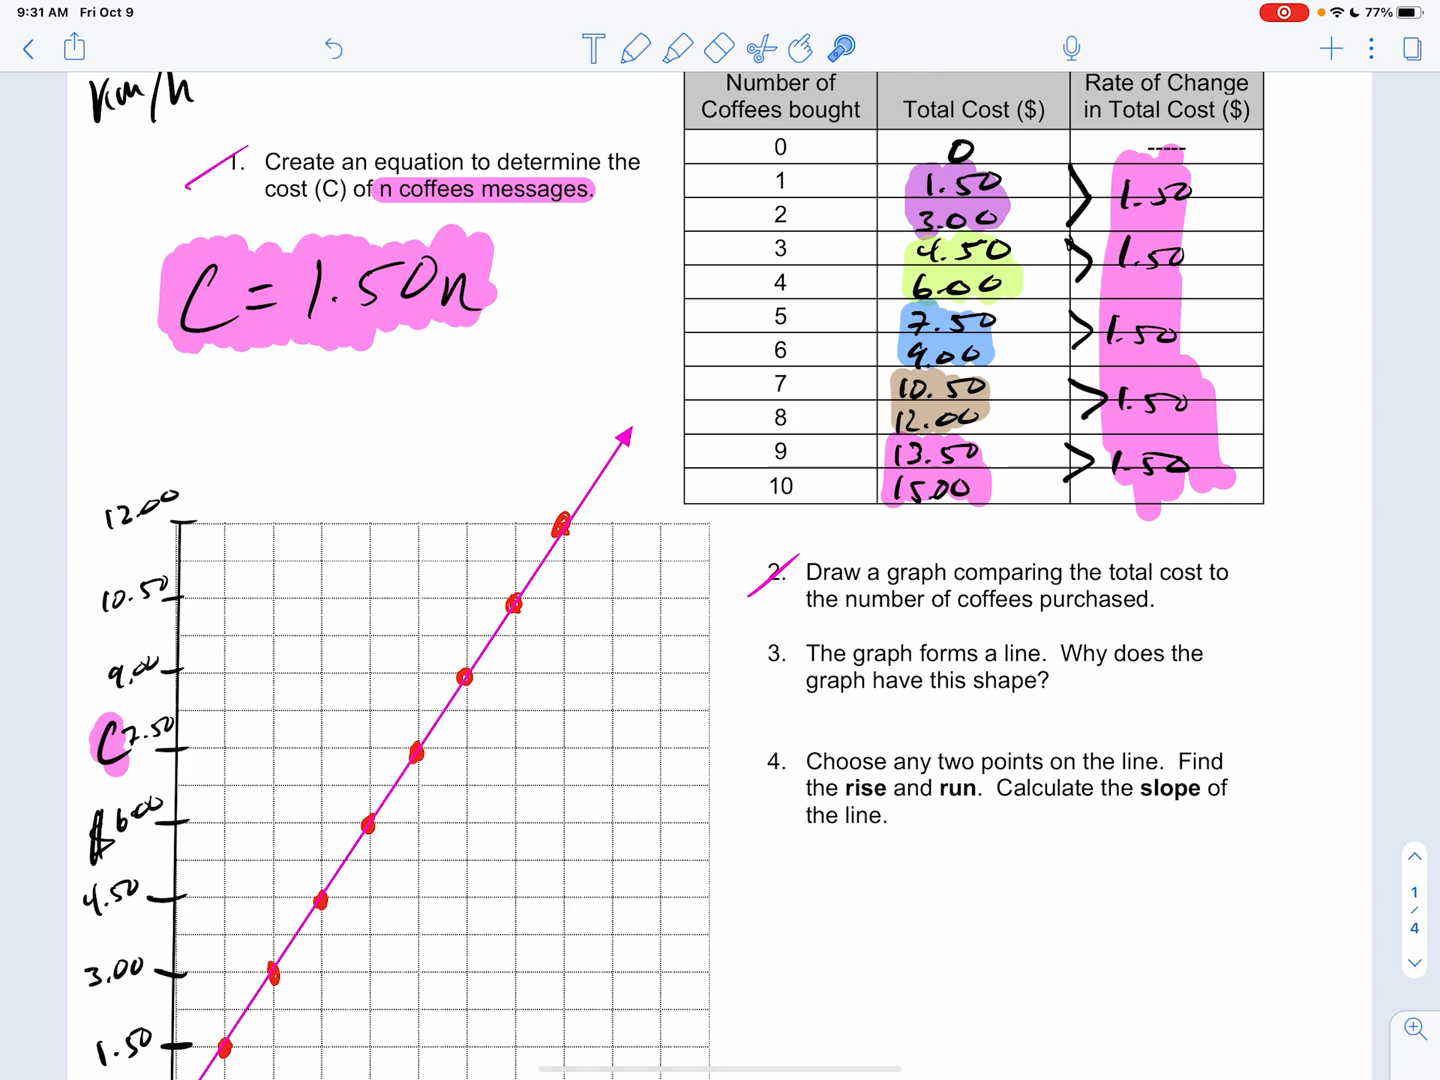 9:31 AM Fri Oct 9
77%
T
Km/h
1. Create an equation to determine the
cost (C) of n coffees messages.
C = 1.50n
Number of Coffees bought Total Cost ($) Rate of Change in Total Cost ($)
0 0 -----
1 1.50
1.50
2 3.00
3 4.50
1.50
4 6.00
5 7.50
1.50
6 9.00
7 10.50
1.50
8 12.00
9 13.50
1.50
10 15.00
12.00
10.50
9.00
C 7.50
$ 6.00
4.50
3.00
1.50
2. Draw a graph comparing the total cost to
the number of coffees purchased.
3. The graph forms a line. Why does the
graph have this shape?
4. Choose any two points on the line. Find
the rise and run. Calculate the slope of
the line.
1
/
4